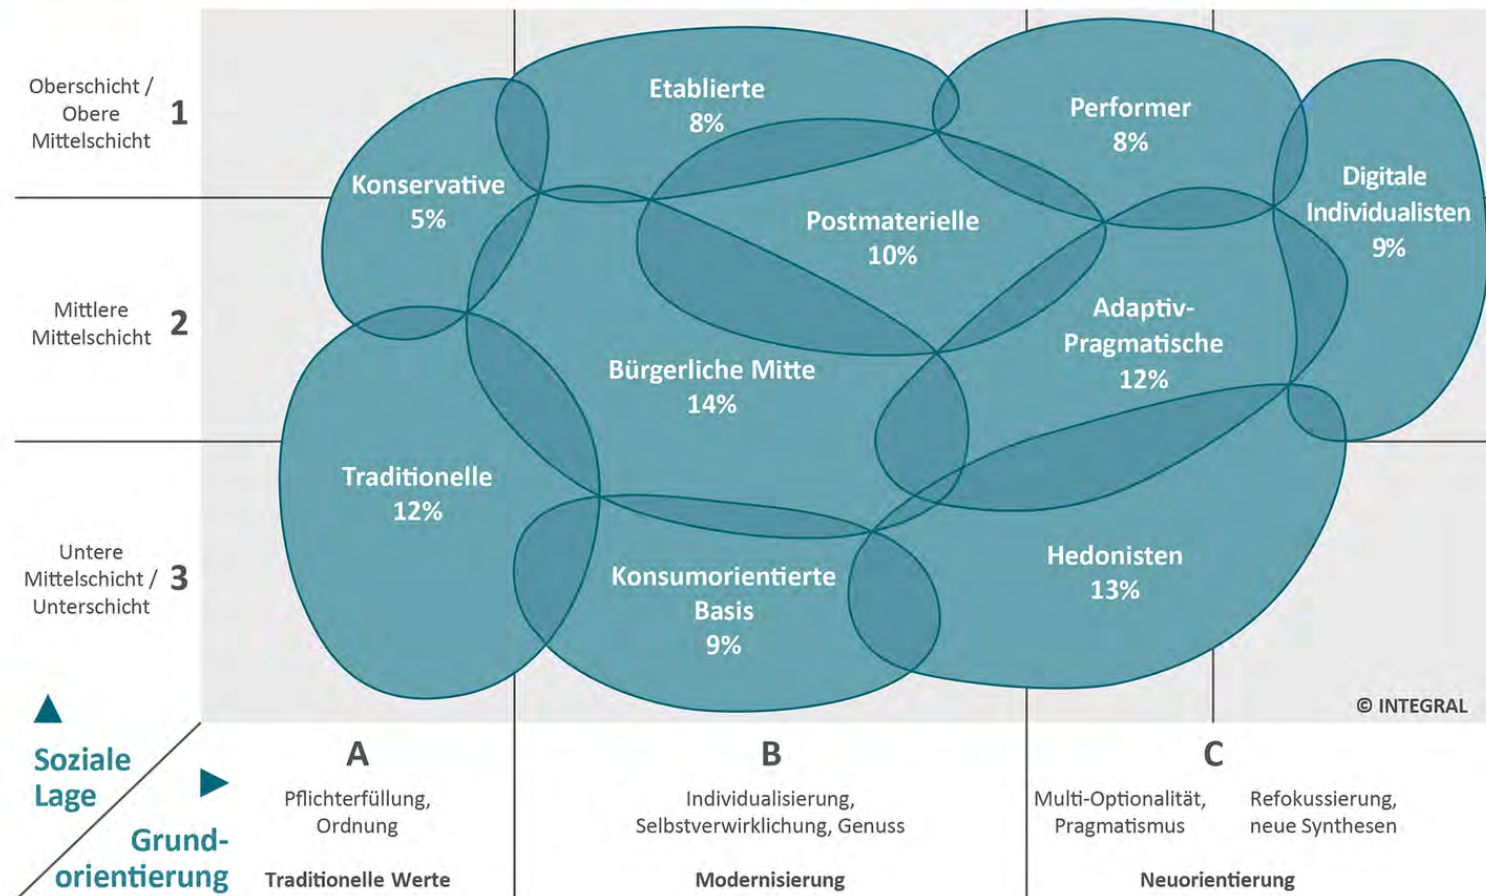 Oberschicht /
Obere
Mittelschicht
1
Mittlere
Mittelschicht
2
Untere
Mittelschicht /
Unterschicht
3
Konservative
5%
Etablierte
8%
Performer
8%
Digitale
Individualisten
9%
Postmaterielle
10%
Adaptiv-
Pragmatische
12%
Bürgerliche Mitte
14%
Traditionelle
12%
Konsumorientierte
Basis
9%
Hedonisten
13%
© INTEGRAL
Soziale
Lage
Grund-
orientierung
A
Pflichterfüllung,
Ordnung
Traditionelle Werte
B
Individualisierung,
Selbstverwirklichung, Genuss
Modernisierung
C
Multi-Optionalität,
Pragmatismus
Refokussierung,
neue Synthesen
Neuorientierung